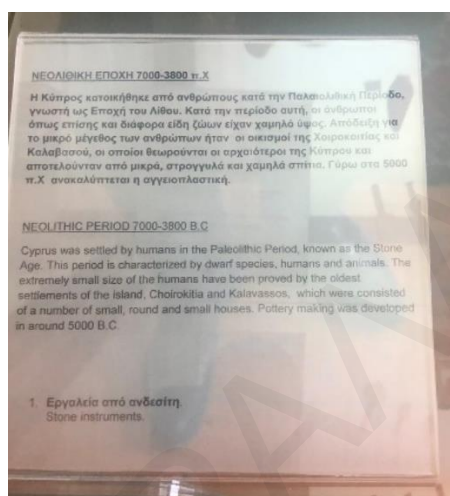 ΝΕΟΛΙΘΙΚΗ ΕΠΟΧΗ 7000-3800 π.Χ
Η Κύπρος κατοικήθηκε από ανθρώπους κατά την Παλαιολιθική Περίοδο,
γνωστή ως Εποχή του Λίθου. Κατά την περίοδο αυτή, οι άνθρωποι
όπως επίσης και διάφορα είδη ζώων είχαν χαμηλό ύψος. Απόδειξη για
το μικρό μέγεθος των ανθρώπων ήταν οι οικισμοί της Χοιροκοιτίας και
Καλαβασού, οι οποίοι θεωρούνται οι αρχαιότεροι της Κύπρου και
αποτελούνταν από μικρά, στρογγυλά και χαμηλά σπίτια. Γύρω στα 5000
π.Χ ανακαλύπτεται η αγγειοπλαστική.
NEOLITHIC PERIOD 7000-3800 B.C
Cyprus was settled by humans in the Paleolithic Period, known as the Stone
Age. This period is characterized by dwarf species, humans and animals. The
extremely small size of the humans have been proved by the oldest
settlements of the island, Choirokitia and Kalavassos, which were consisted
of a number of small, round and small houses. Pottery making was developed
in around 5000 B.C.
1. Εργαλεία από ανδεσίτη.
Stone instruments.